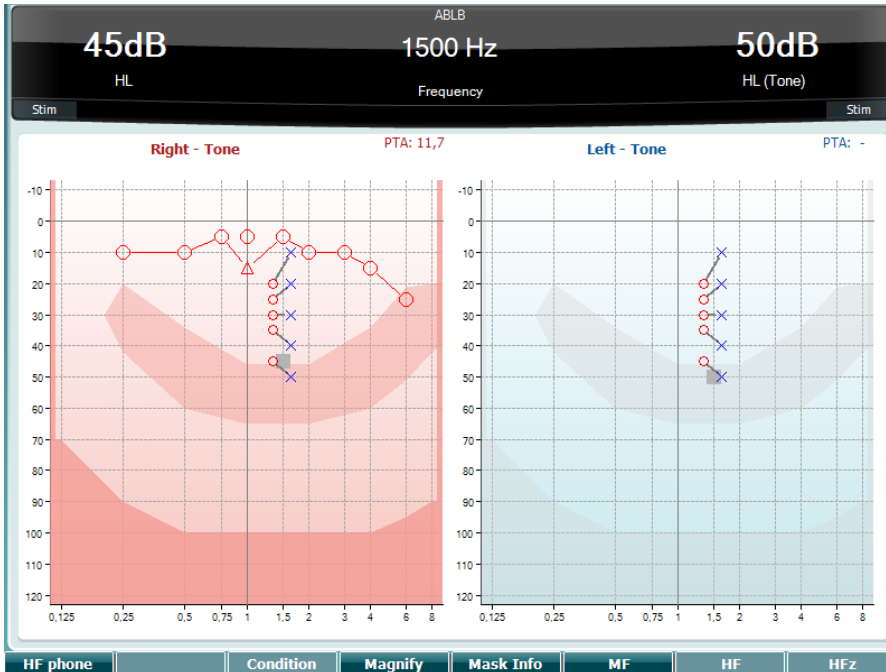 ABLB
45dB 1500 Hz 50dB
HL Frequency HL (Tone)
Stim Stim
Right - Tone PTA: 11,7 Left - Tone PTA: -
-10 -10
0 0
10 10
20 20
30 30
40 40
50 50
60 60
70 70
80 80
90 90
100 100
110 110
120 120
0,125 0,25 0,5 0,75 1 1,5 2 3 4 6 8 0,125 0,25 0,5 0,75 1 1,5 2 3 4 6 8
HF phone Condition Magnify Mask Info MF HF HFz